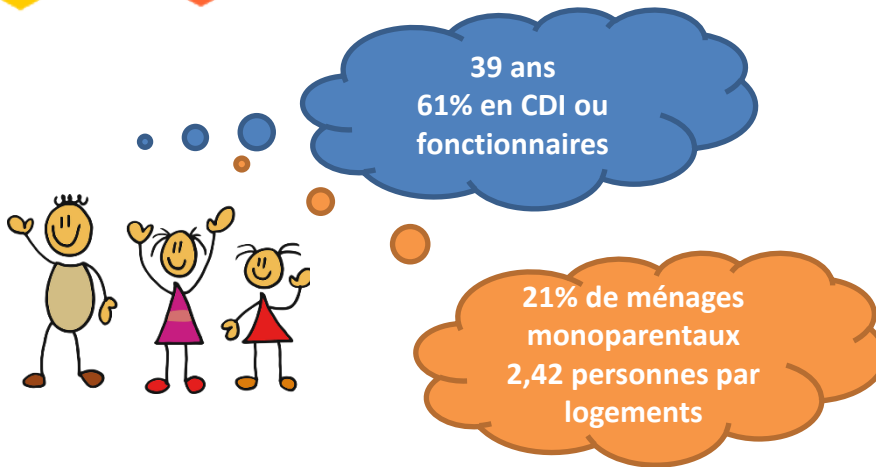 39 ans
61% en CDI ou
fonctionnaires
21% de ménages
monoparentaux
2,42 personnes par
logements